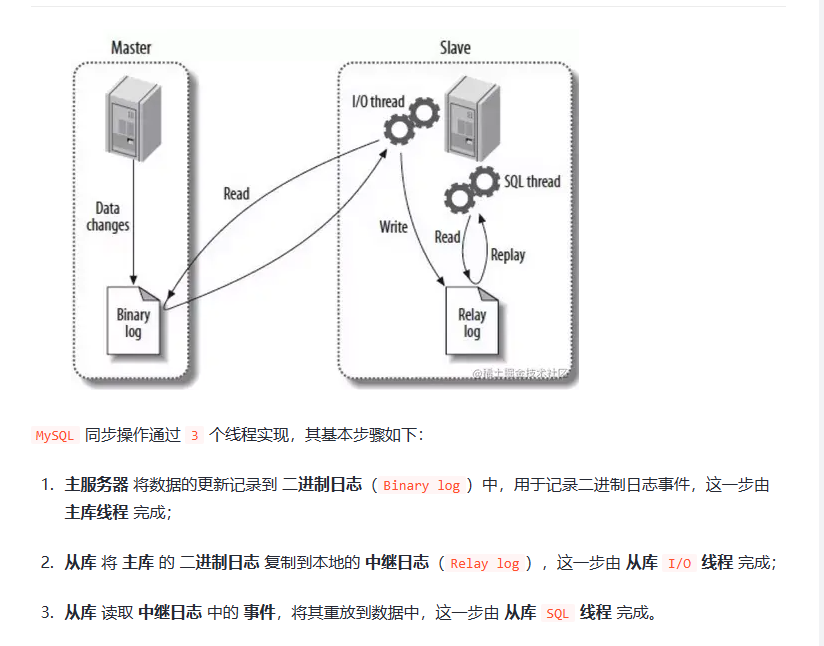 Master
Slave
I/O thread
SQL thread
Read
Data
changes
Write
Read
Replay
Binary
log
Relay
log
@稀土掘金技术社区
MySQL 同步操作通过 3 个线程实现，其基本步骤如下：
1. 主服务器 将数据的更新记录到 二进制日志（ Binary log ）中，用于记录二进制日志事件，这一步由
主库线程 完成；
2. 从库 将 主库 的 二进制日志 复制到本地的 中继日志（ Relay log ），这一步由 从库 I/O 线程 完成；
3. 从库 读取 中继日志 中的 事件，将其重放到数据中，这一步由 从库 SQL 线程 完成。